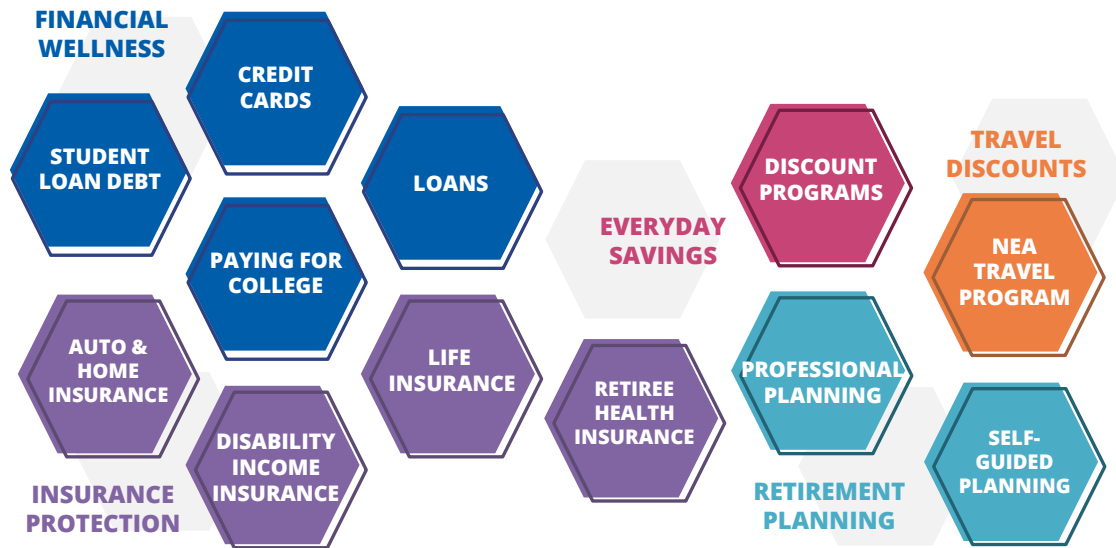 FINANCIAL
WELLNESS
CREDIT
CARDS
STUDENT
LOAN DEBT
LOANS
PAYING FOR
COLLEGE
EVERYDAY
SAVINGS
DISCOUNT
PROGRAMS
TRAVEL
DISCOUNTS
NEA
TRAVEL
PROGRAM
AUTO &
HOME
INSURANCE
DISABILITY
INCOME
INSURANCE
LIFE
INSURANCE
RETIREE
HEALTH
INSURANCE
INSURANCE
PROTECTION
PROFESSIONAL
PLANNING
SELF-
GUIDED
PLANNING
RETIREMENT
PLANNING